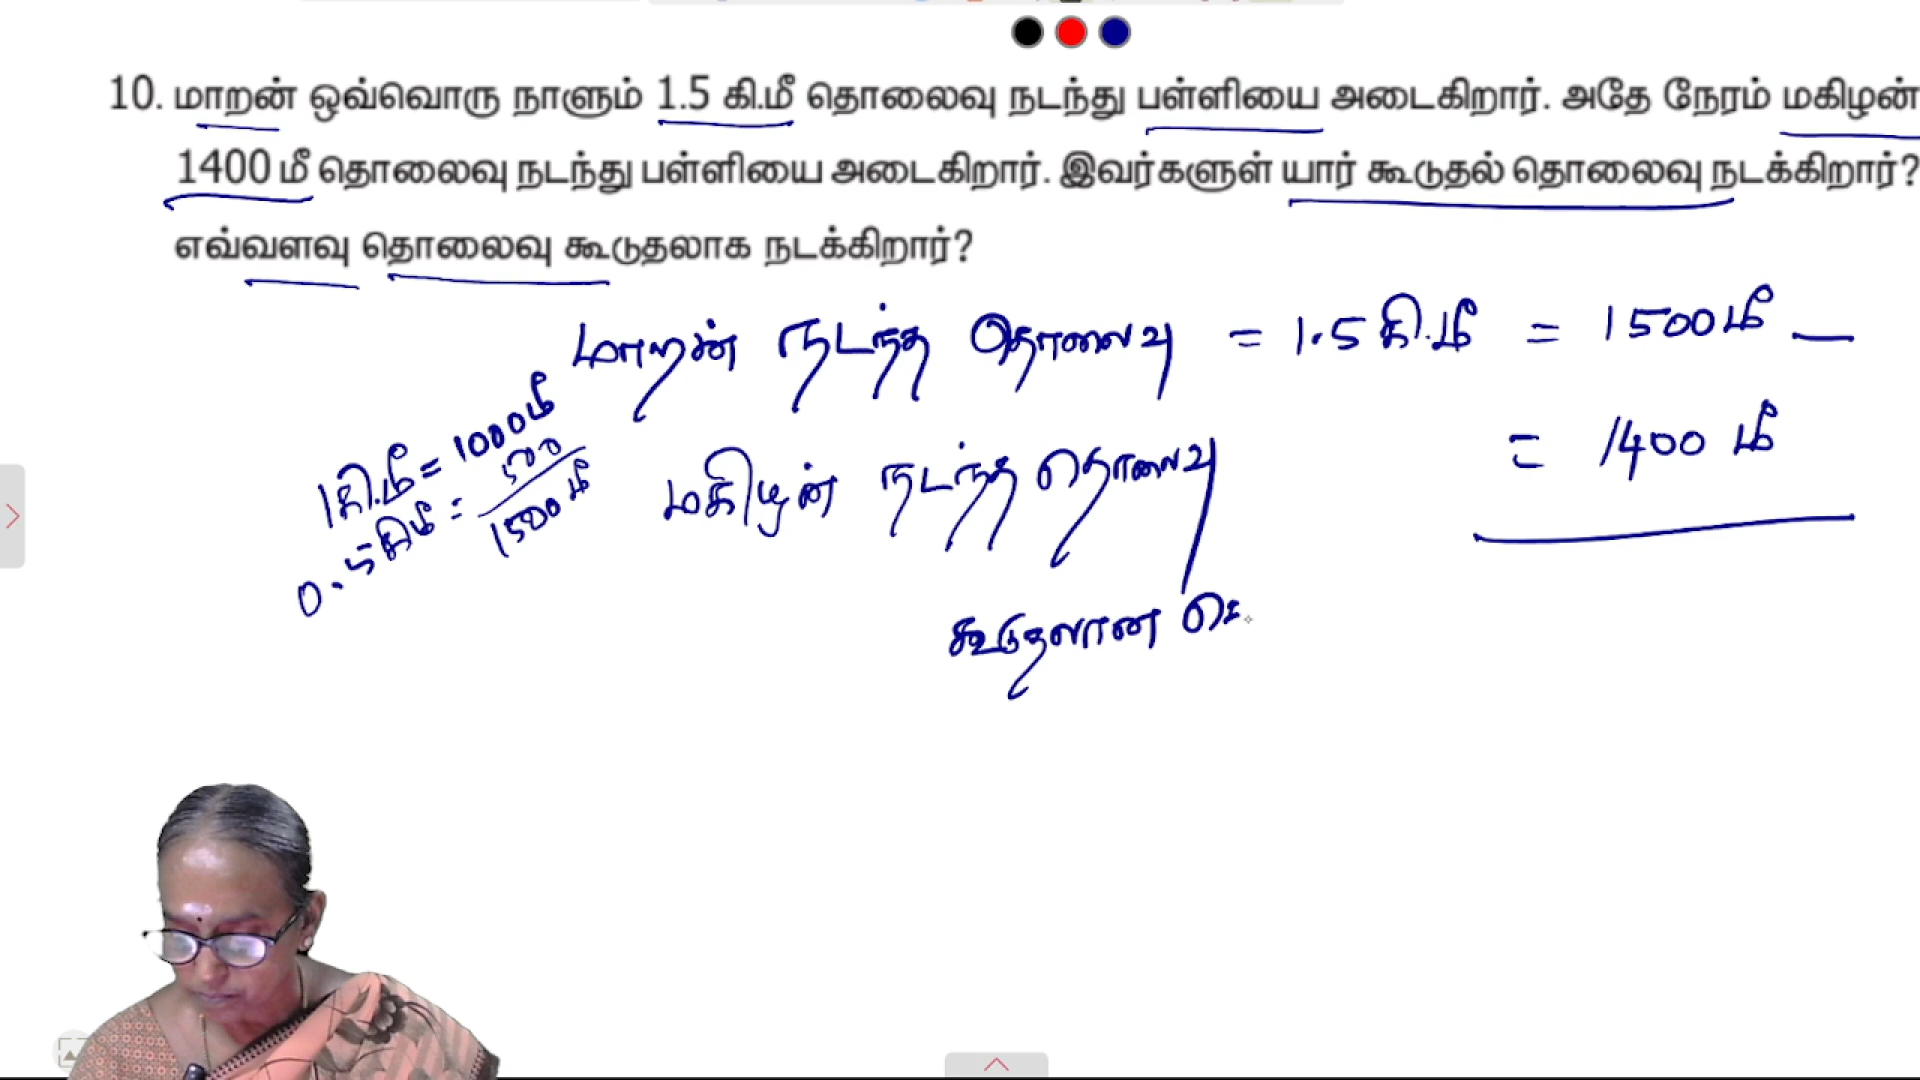 10. மாறன் ஒவ்வொரு நாளும் 1.5 கி.மீ தொலைவு நடந்து பள்ளியை அடைகிறார். அதே நேரம் மகிழன்
1400 மீ தொலைவு நடந்து பள்ளியை அடைகிறார். இவர்களுள் யார் கூடுதல் தொலைவு நடக்கிறார்?
எவ்வளவு தொலைவு கூடுதலாக நடக்கிறார்?
மாறன் நடந்த தொலைவு = 1.5 கி.மீ = 1500 மீ —
மகிழன் நடந்த தொலைவு = 1400 மீ
1 கி.மீ = 1000 மீ
0.5 கி.மீ = 500
1500 மீ
கூடுதலான